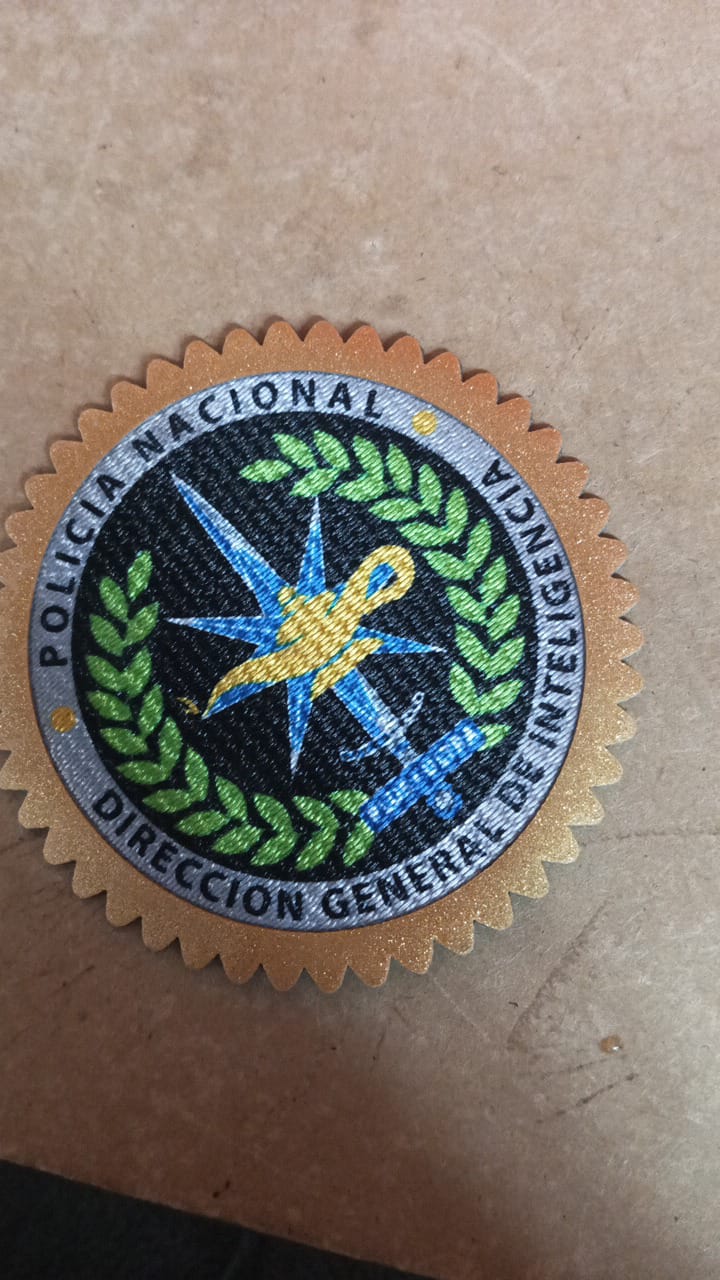 POLICIA NACIONAL
DIRECCION GENERAL DE INTELIGENCIA